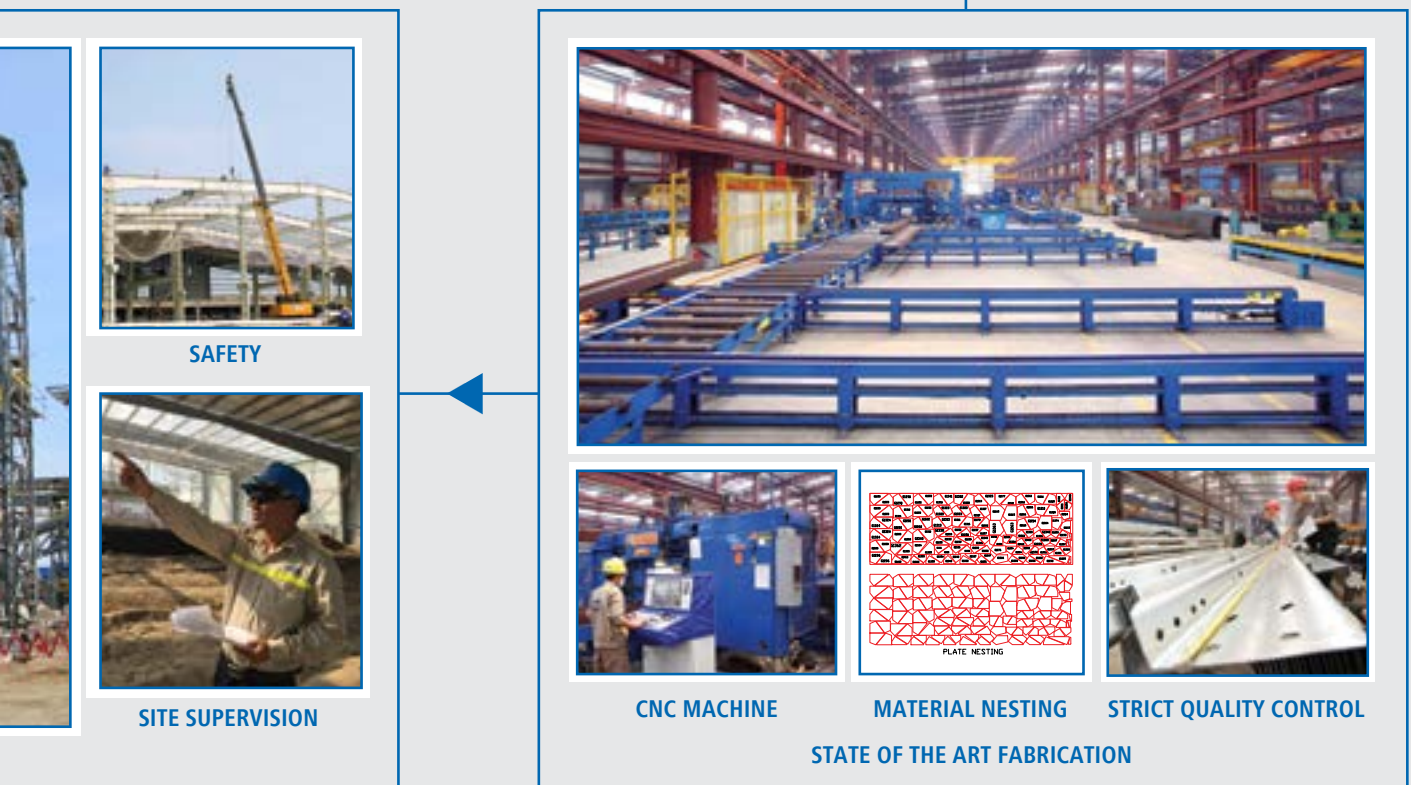 SAFETY
SITE SUPERVISION
PLATE NESTING
CNC MACHINE
MATERIAL NESTING
STRICT QUALITY CONTROL
STATE OF THE ART FABRICATION